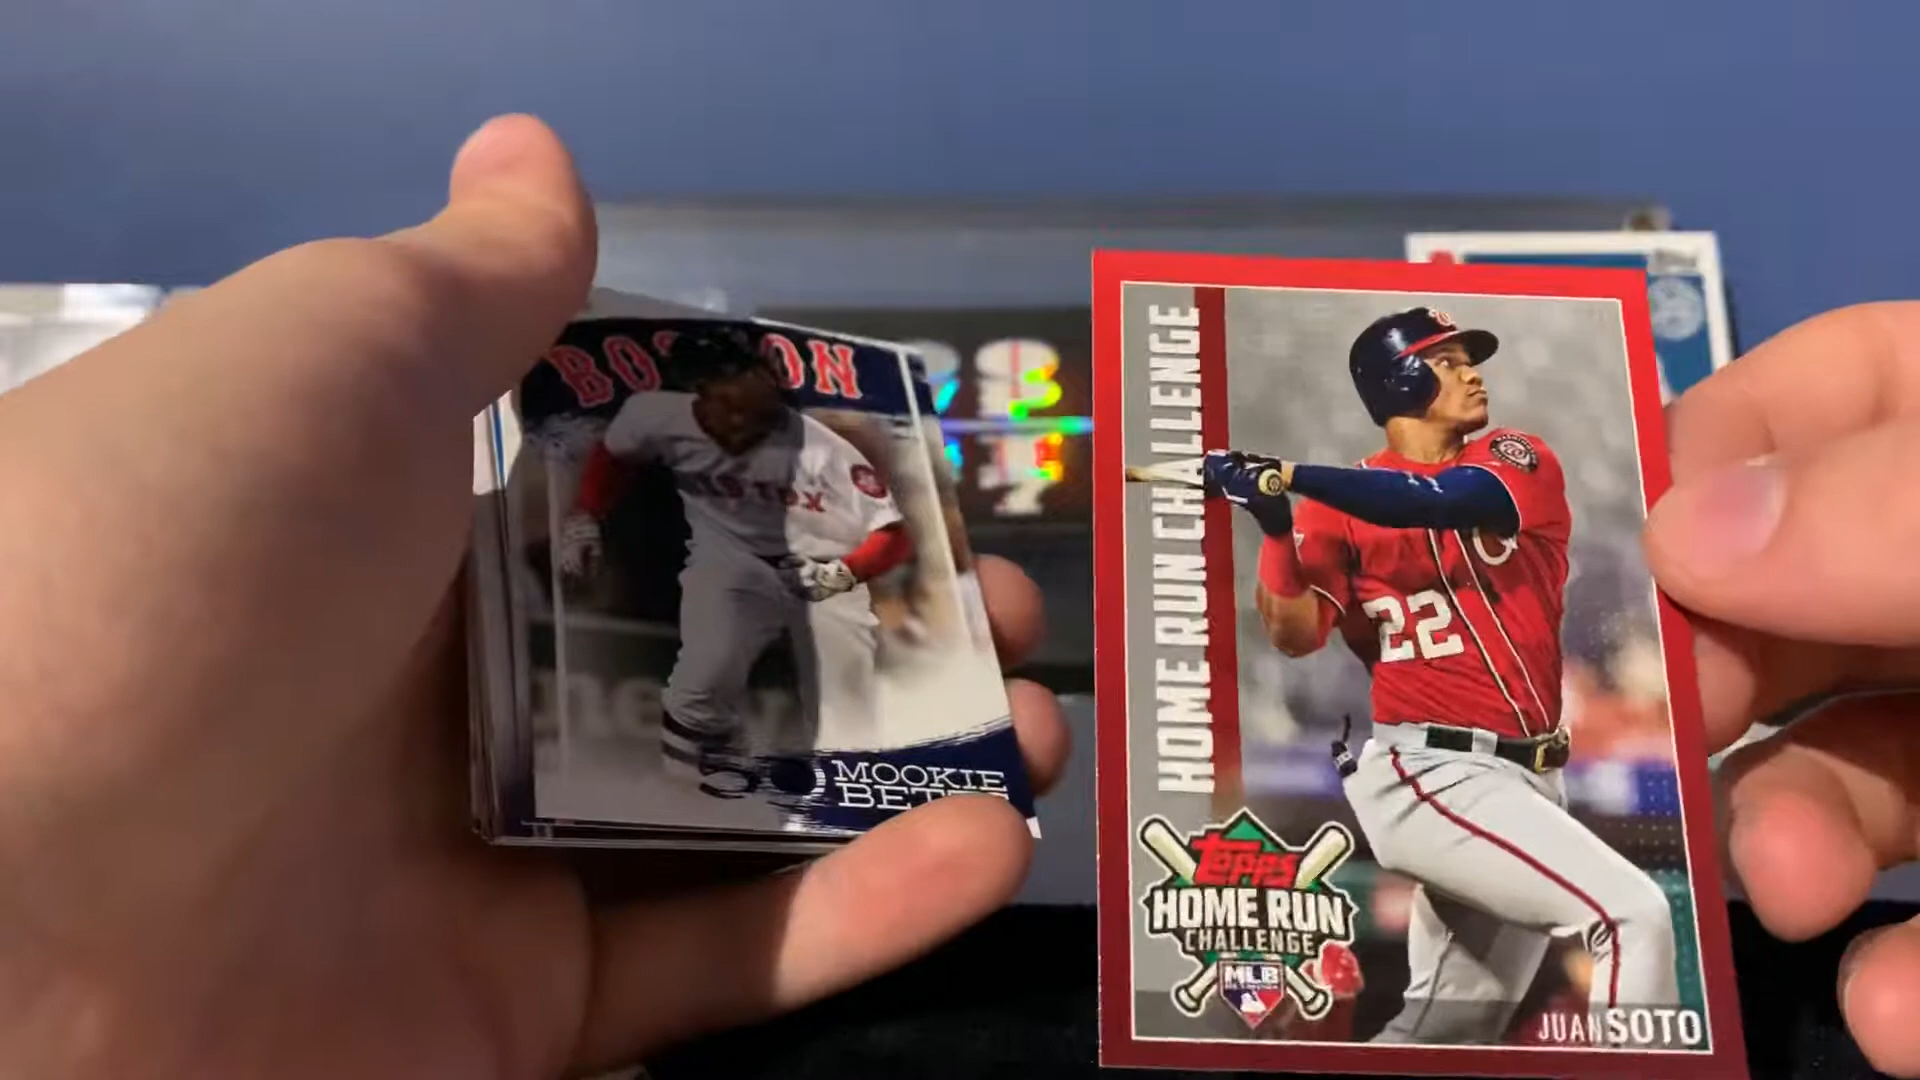 BOSTON
MOOKIE
BETTS
HOME RUN CHALLENGE
22
Topps
HOME RUN
CHALLENGE
MLB
JUAN SOTO